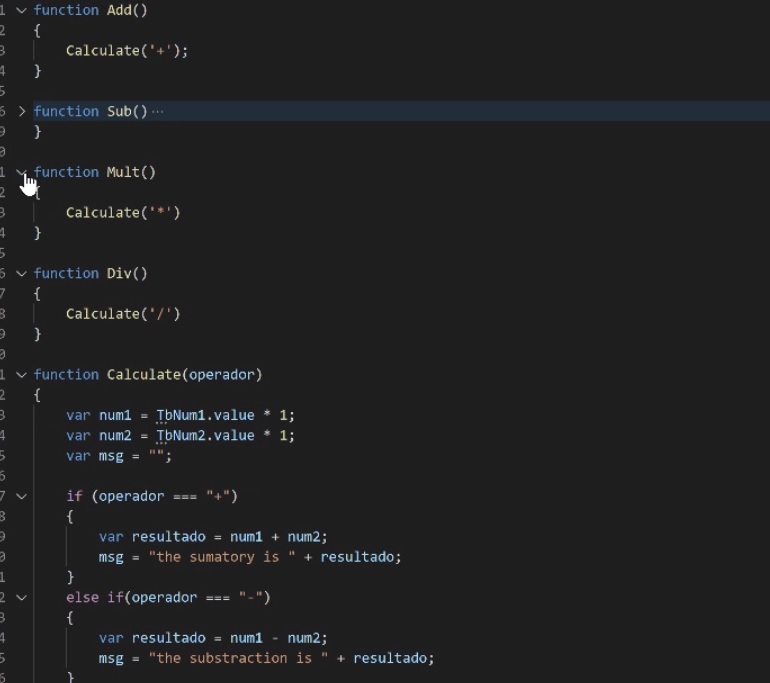 1 function Add()
2 {
3 Calculate('+');
4 }
5
6 function Sub() ...
9 }
0
1 function Mult()
2 {
3 Calculate('*')
4 }
5
6 function Div()
7 {
8 Calculate('/')
9 }
0
1 function Calculate(operador)
2 {
3 var num1 = TbNum1.value * 1;
4 var num2 = TbNum2.value * 1;
5 var msg = "";
6
7 if (operador === "+")
8 {
9 var resultado = num1 + num2;
0 msg = "the sumatory is " + resultado;
1 }
2 else if(operador === "-")
3 {
4 var resultado = num1 - num2;
5 msg = "the substraction is " + resultado;
6 }